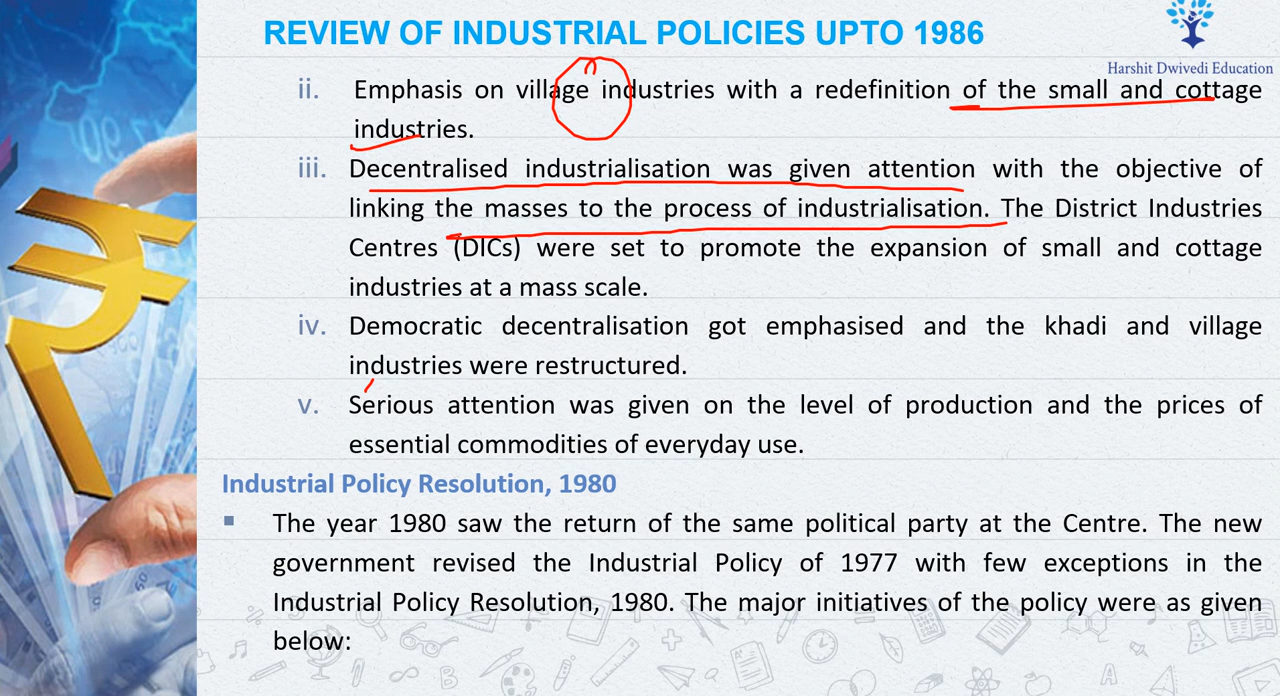 REVIEW OF INDUSTRIAL POLICIES UPTO 1986
Harshit Dwivedi Education
ii. Emphasis on village industries with a redefinition of the small and cottage
industries.
iii. Decentralised industrialisation was given attention with the objective of
linking the masses to the process of industrialisation. The District Industries
Centres (DICs) were set to promote the expansion of small and cottage
industries at a mass scale.
iv. Democratic decentralisation got emphasised and the khadi and village
industries were restructured.
v. Serious attention was given on the level of production and the prices of
essential commodities of everyday use.
Industrial Policy Resolution, 1980
▪ The year 1980 saw the return of the same political party at the Centre. The new
government revised the Industrial Policy of 1977 with few exceptions in the
Industrial Policy Resolution, 1980. The major initiatives of the policy were as given
below: